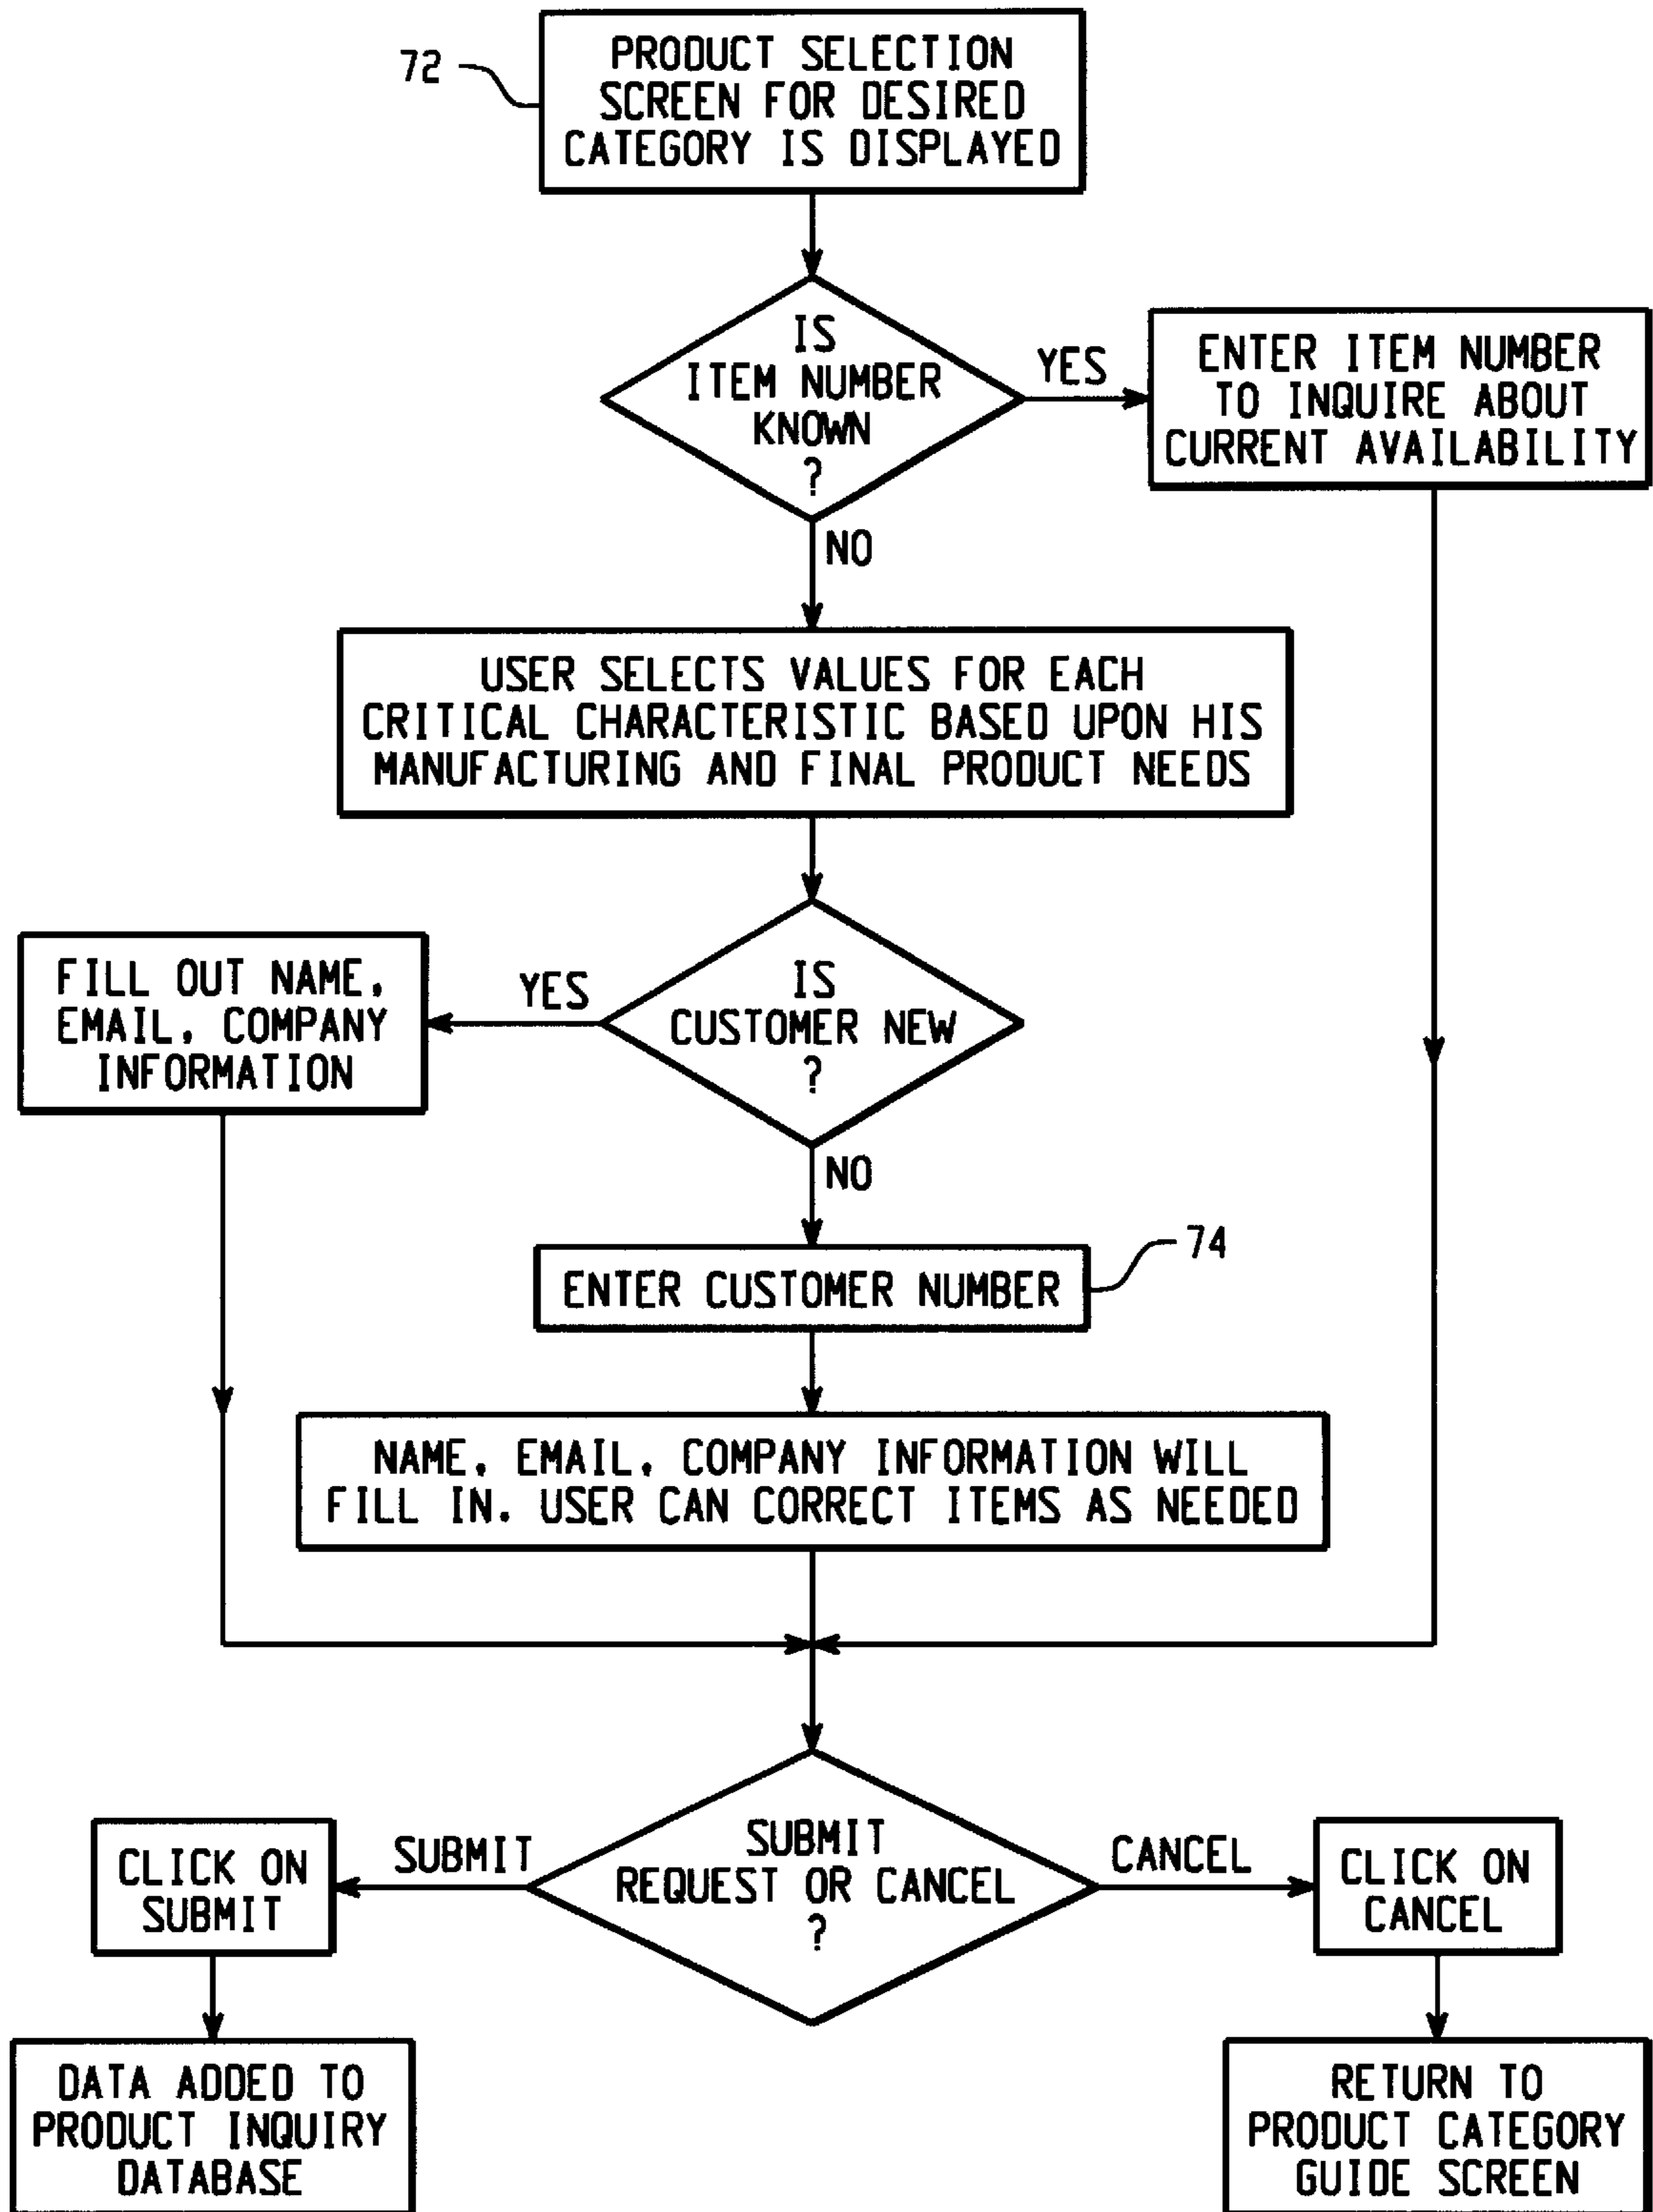 72
PRODUCT SELECTION
SCREEN FOR DESIRED
CATEGORY IS DISPLAYED
IS
ITEM NUMBER
KNOWN
?
YES
ENTER ITEM NUMBER
TO INQUIRE ABOUT
CURRENT AVAILABILITY
NO
USER SELECTS VALUES FOR EACH
CRITICAL CHARACTERISTIC BASED UPON HIS
MANUFACTURING AND FINAL PRODUCT NEEDS
IS
CUSTOMER NEW
?
YES
FILL OUT NAME,
EMAIL, COMPANY
INFORMATION
NO
ENTER CUSTOMER NUMBER
74
NAME, EMAIL, COMPANY INFORMATION WILL
FILL IN. USER CAN CORRECT ITEMS AS NEEDED
SUBMIT
REQUEST OR CANCEL
?
SUBMIT
CLICK ON
SUBMIT
CANCEL
CLICK ON
CANCEL
DATA ADDED TO
PRODUCT INQUIRY
DATABASE
RETURN TO
PRODUCT CATEGORY
GUIDE SCREEN